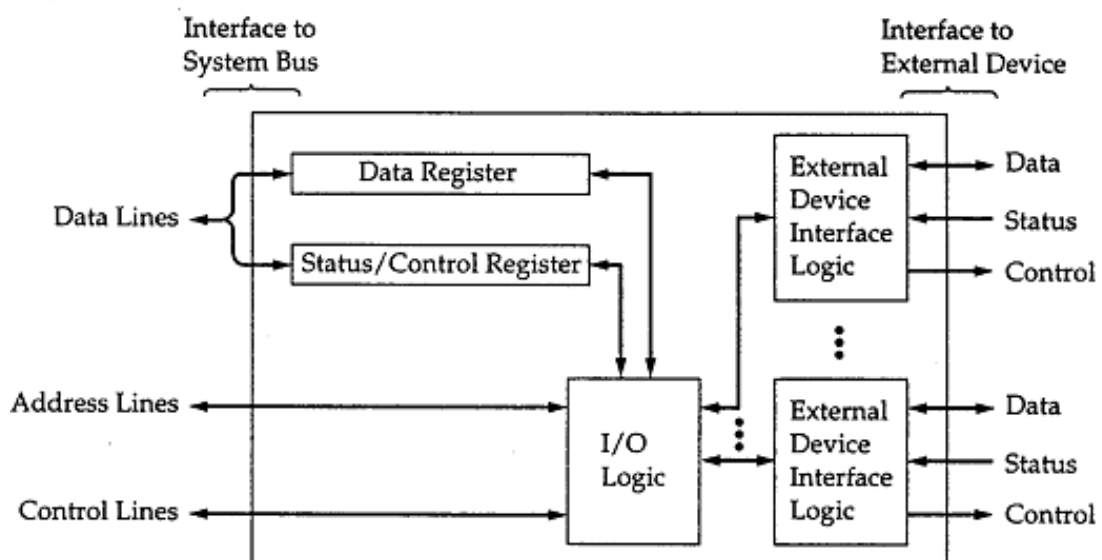 Interface to
System Bus
Interface to
External Device
Data Register
Data Lines
Status/Control Register
External
Device
Interface
Logic
Data
Status
Control
Address Lines
I/O
Logic
Control Lines
External
Device
Interface
Logic
Data
Status
Control